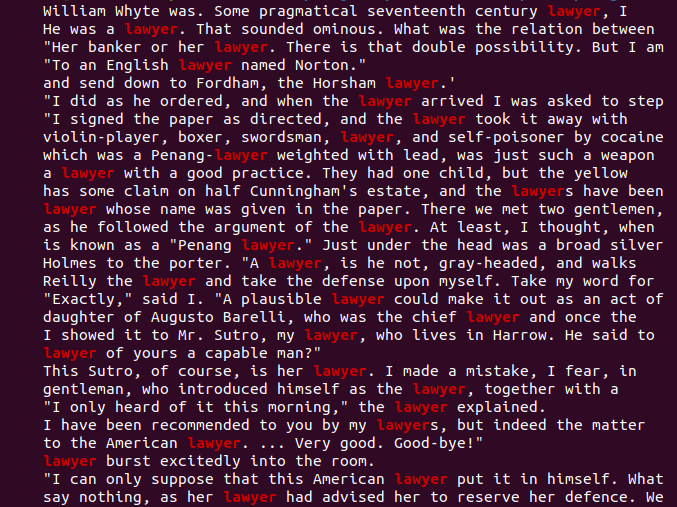 William Whyte was. Some pragmatical seventeenth century lawyer, I
He was a lawyer. That sounded ominous. What was the relation between
"Her banker or her lawyer. There is that double possibility. But I am
"To an English lawyer named Norton."
and send down to Fordham, the Horsham lawyer.'
"I did as he ordered, and when the lawyer arrived I was asked to step
"I signed the paper as directed, and the lawyer took it away with
violin-player, boxer, swordsman, lawyer, and self-poisoner by cocaine
which was a Penang-lawyer weighted with lead, was just such a weapon
a lawyer with a good practice. They had one child, but the yellow
has some claim on half Cunningham's estate, and the lawyers have been
lawyer whose name was given in the paper. There we met two gentlemen,
as he followed the argument of the lawyer. At least, I thought, when
is known as a "Penang lawyer." Just under the head was a broad silver
Holmes to the porter. "A lawyer, is he not, gray-headed, and walks
Reilly the lawyer and take the defense upon myself. Take my word for
"Exactly," said I. "A plausible lawyer could make it out as an act of
daughter of Augusto Barelli, who was the chief lawyer and once the
I showed it to Mr. Sutro, my lawyer, who lives in Harrow. He said to
lawyer of yours a capable man?"
This Sutro, of course, is her lawyer. I made a mistake, I fear, in
gentleman, who introduced himself as the lawyer, together with a
"I only heard of it this morning," the lawyer explained.
I have been recommended to you by my lawyers, but indeed the matter
to the American lawyer. ... Very good. Good-bye!"
lawyer burst excitedly into the room.
"I can only suppose that this American lawyer put it in himself. What
say nothing, as her lawyer had advised her to reserve her defence. We